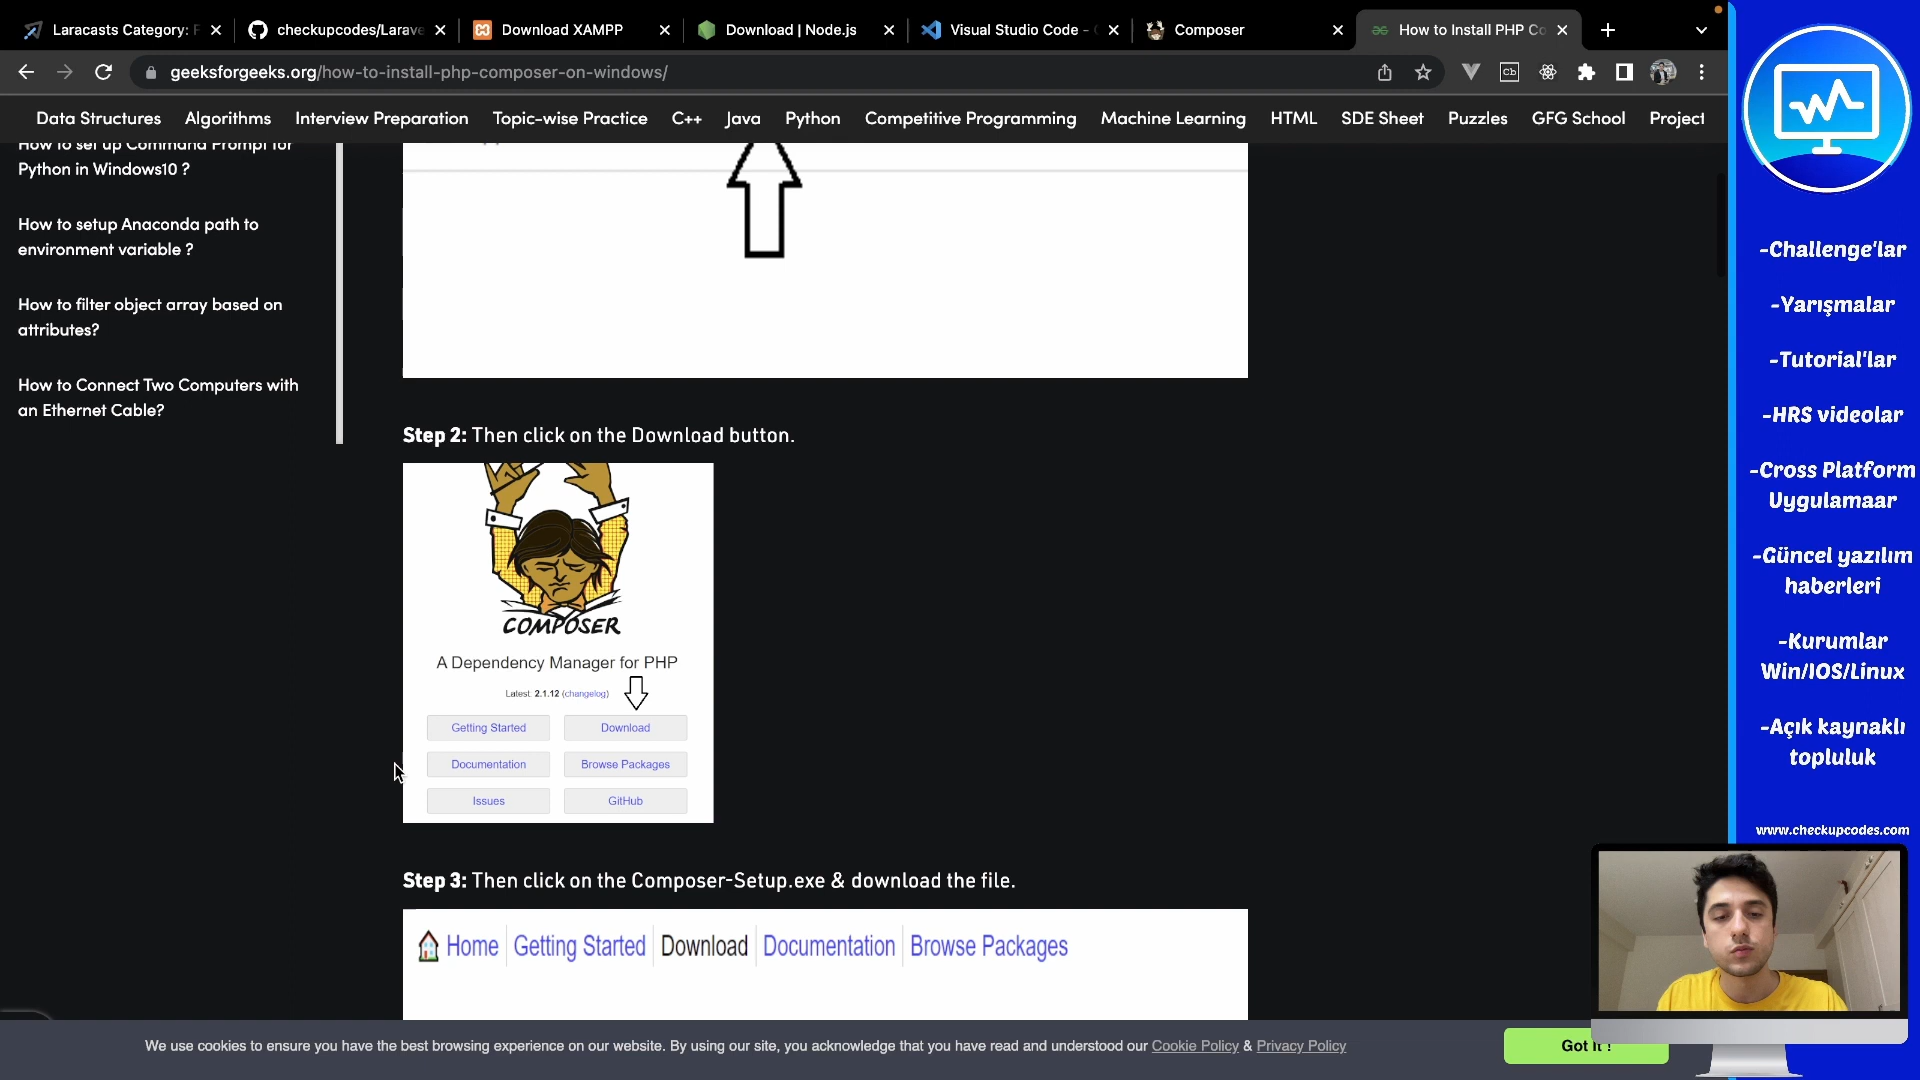 Laracasts Category:
checkupcodes/Larave
Download XAMPP
Download | Node.js
Visual Studio Code -
Composer
How to Install PHP Co
geeksforgeeks.org/how-to-install-php-composer-on-windows/
Data Structures
Algorithms
Interview Preparation
Topic-wise Practice
C++
Java
Python
Competitive Programming
Machine Learning
HTML
SDE Sheet
Puzzles
GFG School
Project
How to set up Command Prompt for
Python in Windows10 ?
How to setup Anaconda path to
environment variable ?
How to filter object array based on
attributes?
How to Connect Two Computers with
an Ethernet Cable?
Step 2: Then click on the Download button.
COMPOSER
A Dependency Manager for PHP
Latest: 2.1.12 (changelog)
Getting Started
Download
Documentation
Browse Packages
Issues
GitHub
Step 3: Then click on the Composer-Setup.exe & download the file.
Home
Getting Started
Download
Documentation
Browse Packages
We use cookies to ensure you have the best browsing experience on our website. By using our site, you acknowledge that you have read and understood our Cookie Policy & Privacy Policy
Got It !
-Challenge'lar
-Yarışmalar
-Tutorial'lar
-HRS videolar
-Cross Platform
Uygulamaar
-Güncel yazılım
haberleri
-Kurumlar
Win/IOS/Linux
-Açık kaynaklı
topluluk
www.checkupcodes.com